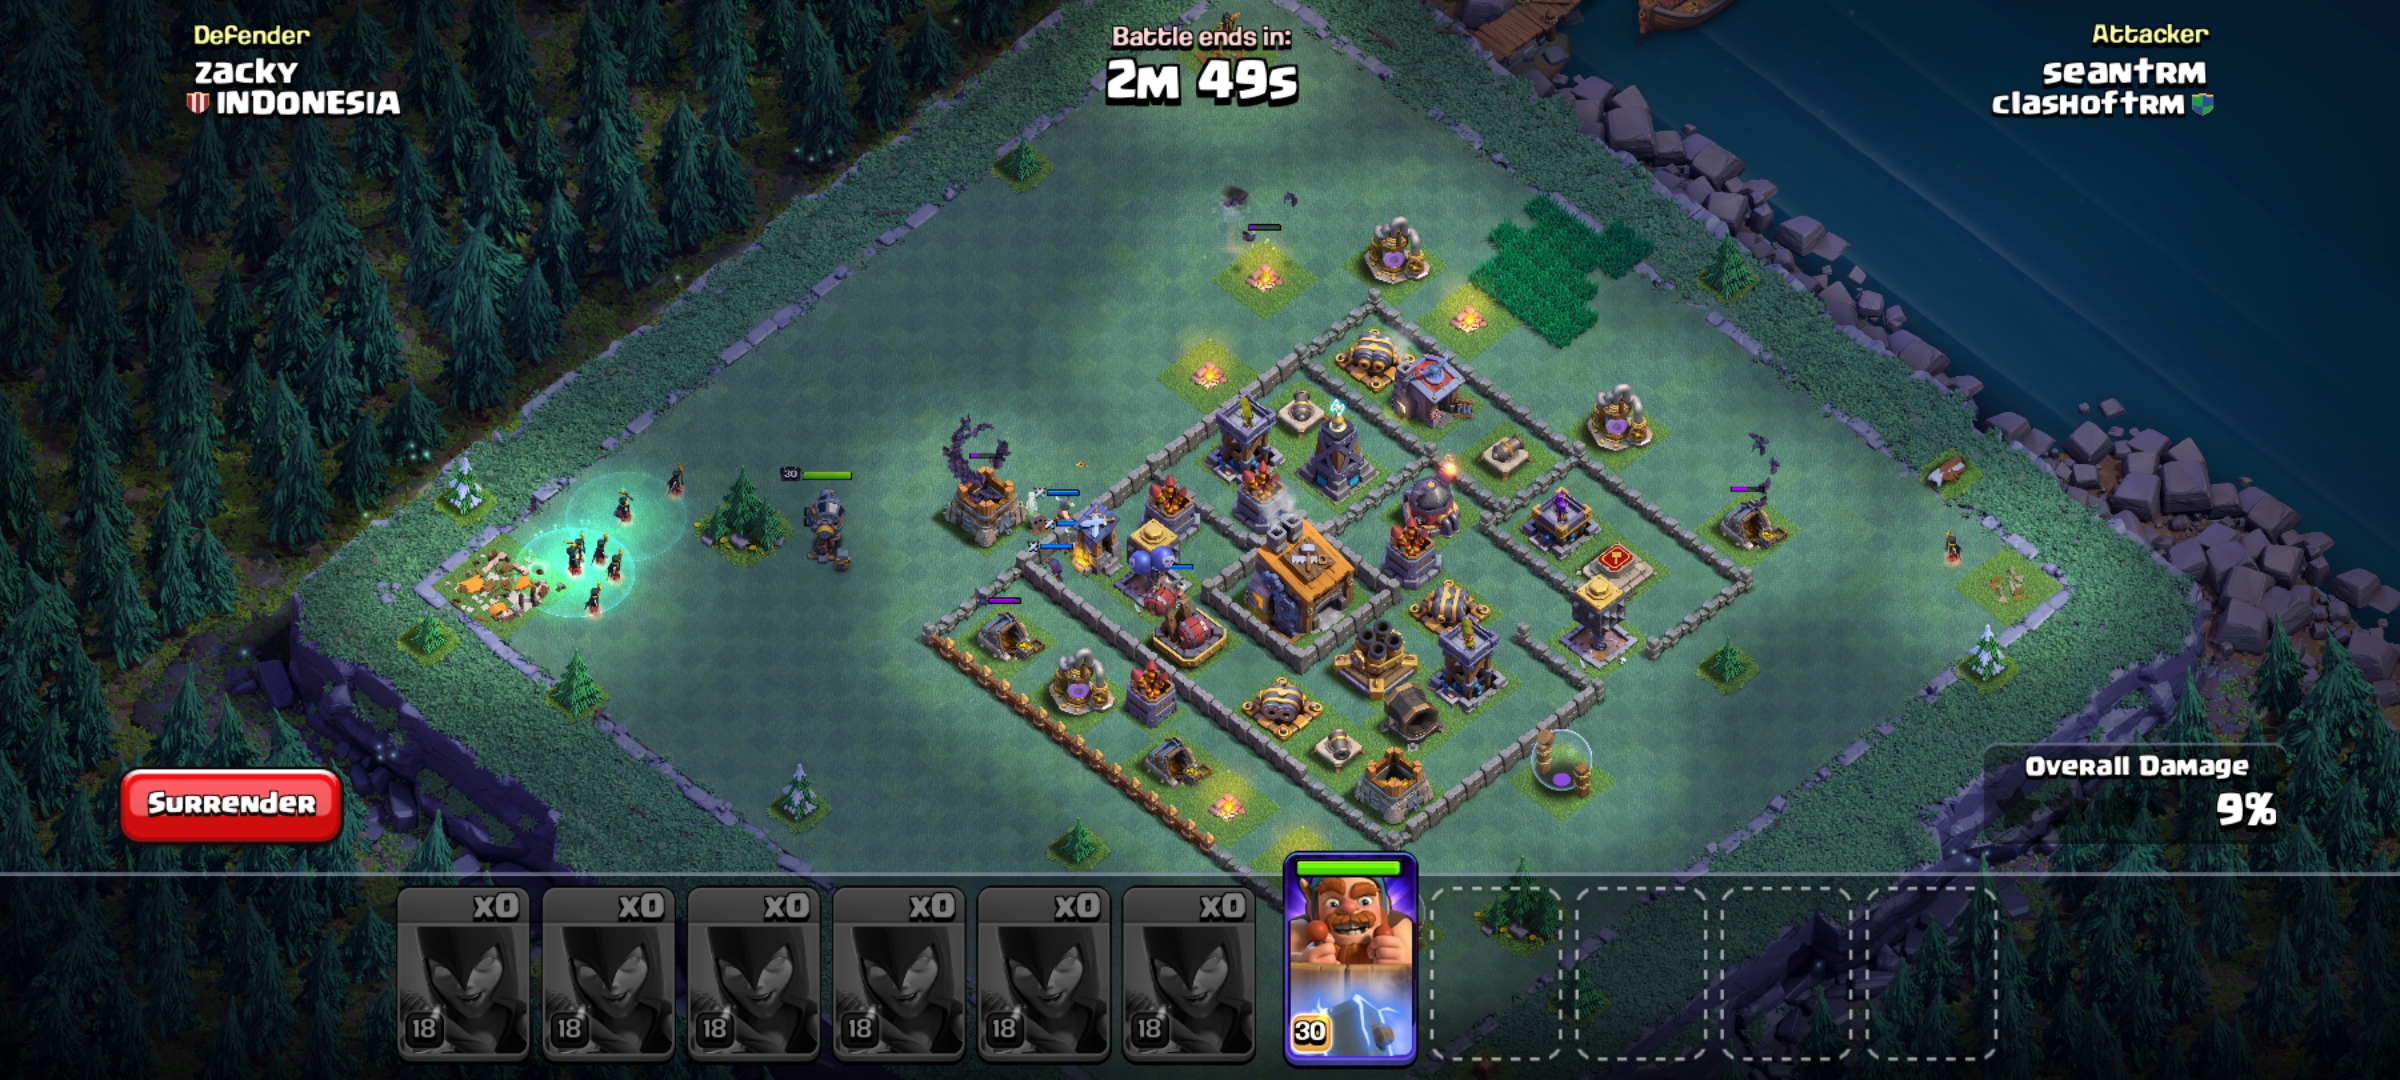 Defender
zacky
INDONESIA
Battle ends in:
2M 49s
Attacker
seantRM
clashoftRM
30
Surrender
Overall Damage
9%
x0 x0 x0 x0 x0 x0
18 18 18 18 18 18 30